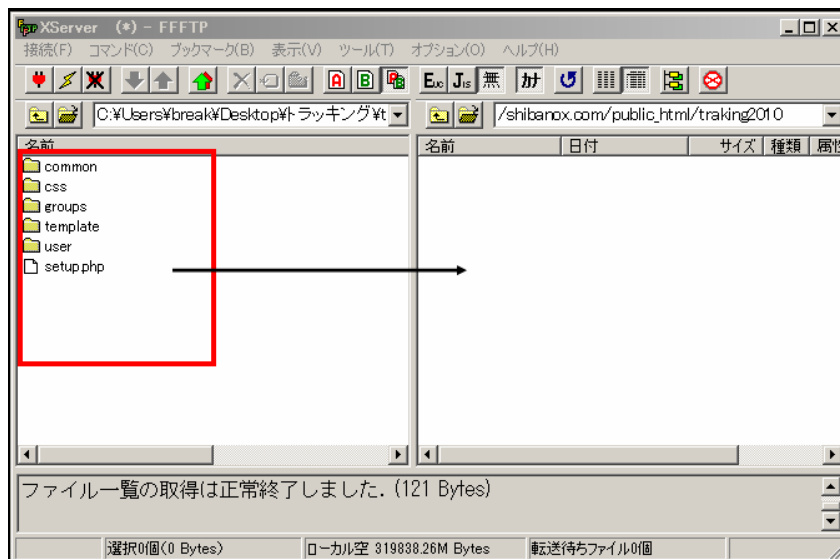 XServer (*) - FFFTP
接続(F) コマンド(C) ブックマーク(B) 表示(V) ツール(T) オプション(O) ヘルプ(H)
A B B Euc Jis 無 カナ
C:¥Users¥break¥Desktop¥トラッキング¥t /shibanox.com/public_html/traking2010
名前 名前 日付 サイズ 種類 属性
common
css
groups
template
user
setup.php
ファイル一覧の取得は正常終了しました. (121 Bytes)
選択0個(0 Bytes) ローカル空 319838.26M Bytes 転送待ちファイル0個